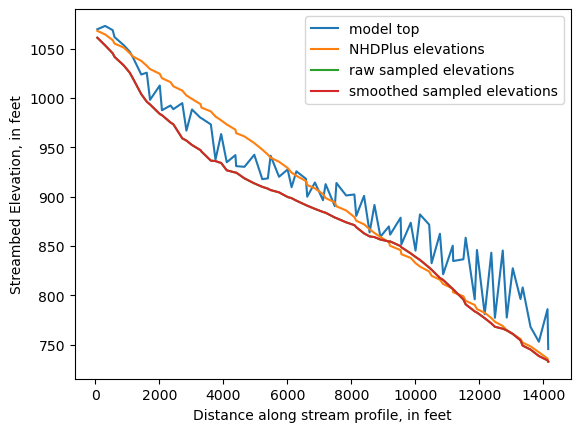 model top
NHDPlus elevations
raw sampled elevations
smoothed sampled elevations
Streambed Elevation, in feet
1050
1000
950
900
850
800
750
0
2000
4000
6000
8000
10000
12000
14000
Distance along stream profile, in feet